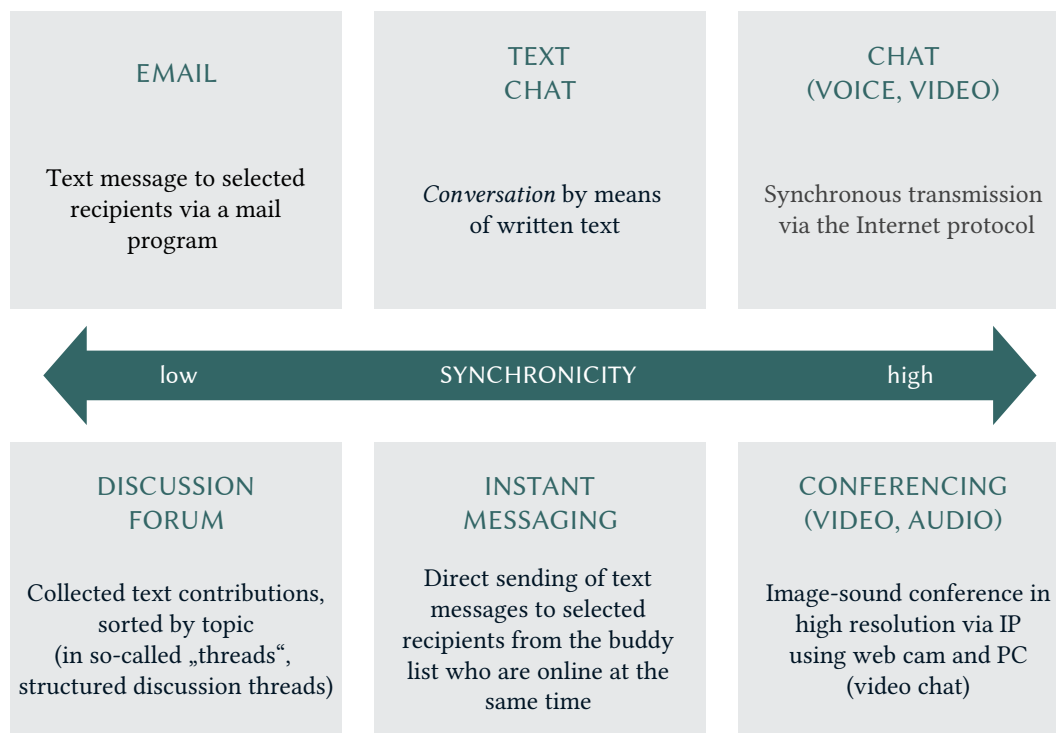 EMAIL
Text message to selected
recipients via a mail
program
TEXT
CHAT
Conversation by means
of written text
CHAT
(VOICE, VIDEO)
Synchronous transmission
via the Internet protocol
low
SYNCHRONICITY
high
DISCUSSION
FORUM
Collected text contributions,
sorted by topic
(in so-called „threads“,
structured discussion threads)
INSTANT
MESSAGING
Direct sending of text
messages to selected
recipients from the buddy
list who are online at the
same time
CONFERENCING
(VIDEO, AUDIO)
Image-sound conference in
high resolution via IP
using web cam and PC
(video chat)